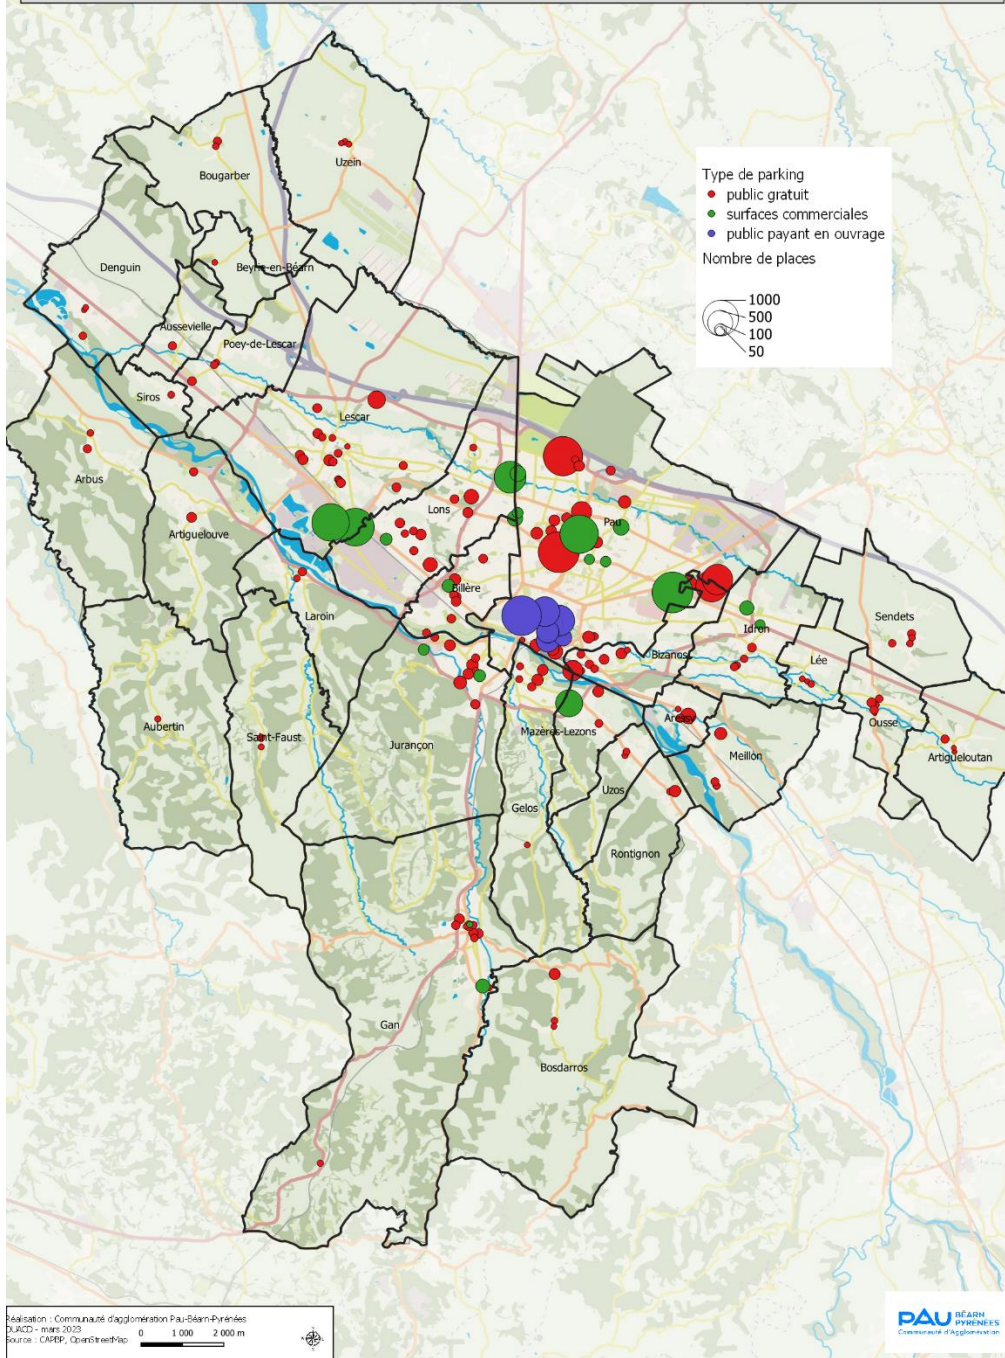 Type de parking
public gratuit
surfaces commerciales
public payant en ouvrage
Nombre de places
1000
500
100
50
Uzein
Bougarber
Denguin
Beyrie-en-Béarn
Aussevielle
Poey-de-Lescar
Siros
Lescar
Arbus
Lons
Pau
Artiguelouve
Billère
Laroin
Sendets
Idron
Bizanos
Lée
Aubertin
Saint-Faust
Jurançon
Mazères-Lezons
Aressy
Ousse
Meillon
Artigueloutan
Uzos
Gelos
Rontignon
Gan
Bosdarros
Réalisation : Communauté d'agglomération Pau-Béarn-Pyrénées
DUACD - mars 2023
Source : CAPBP, OpenStreetMap
0 1 000 2 000 m
PAU BÉARN
PYRÉNÉES
Communauté d'Agglomération